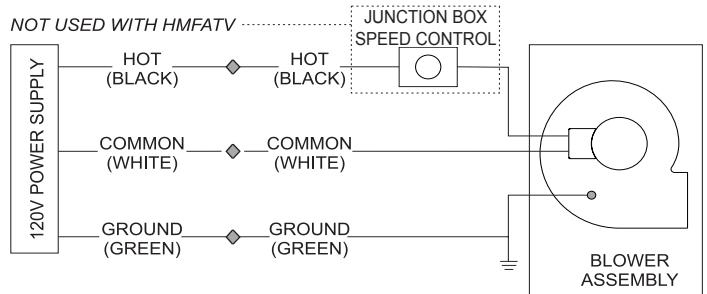 NOT USED WITH HMFATV
JUNCTION BOX
SPEED CONTROL
120V POWER SUPPLY
HOT
(BLACK)
HOT
(BLACK)
COMMON
(WHITE)
COMMON
(WHITE)
GROUND
(GREEN)
GROUND
(GREEN)
BLOWER
ASSEMBLY